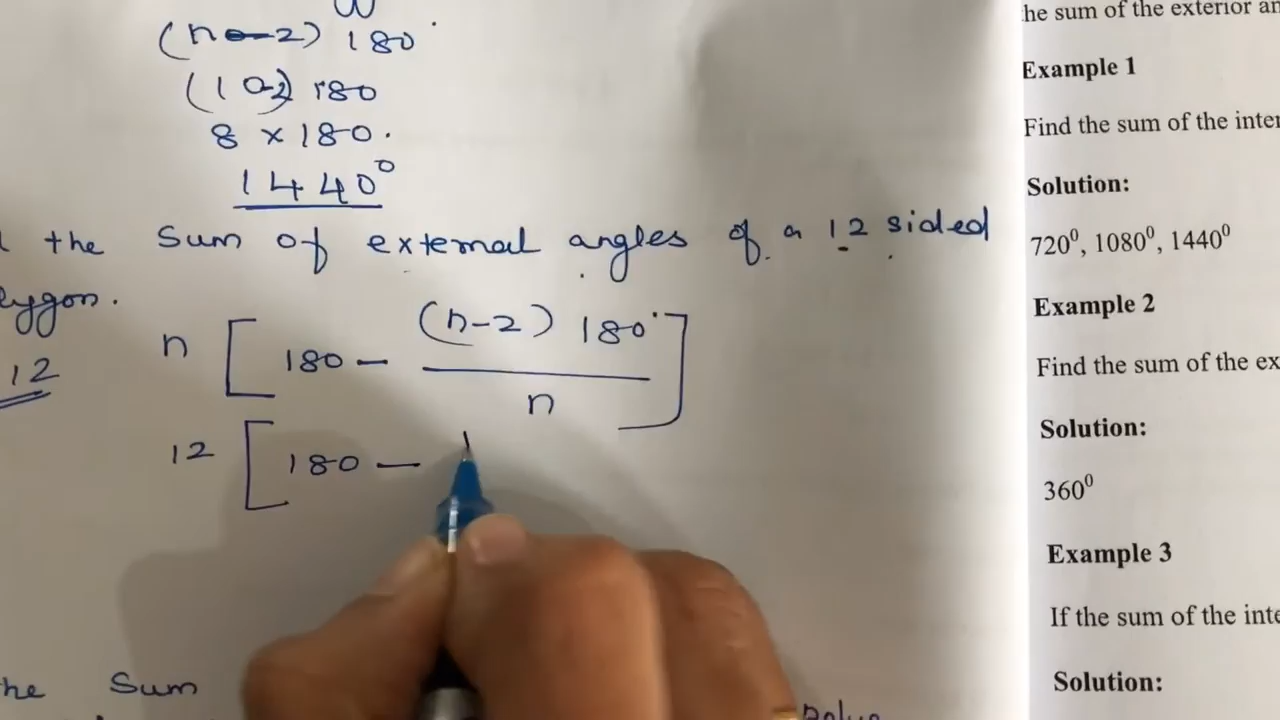 (n-2) 180°
(10-2) 180
8 × 180.
1440°
the sum of external angles of a 12 sided
12
n [ 180 - (n-2) 180° / n ]
12 [ 180 -
he Sum
he sum of the exterior an
Example 1
Find the sum of the inter
Solution:
720⁰, 1080⁰, 1440⁰
Example 2
Find the sum of the ex
Solution:
360⁰
Example 3
If the sum of the inte
Solution: